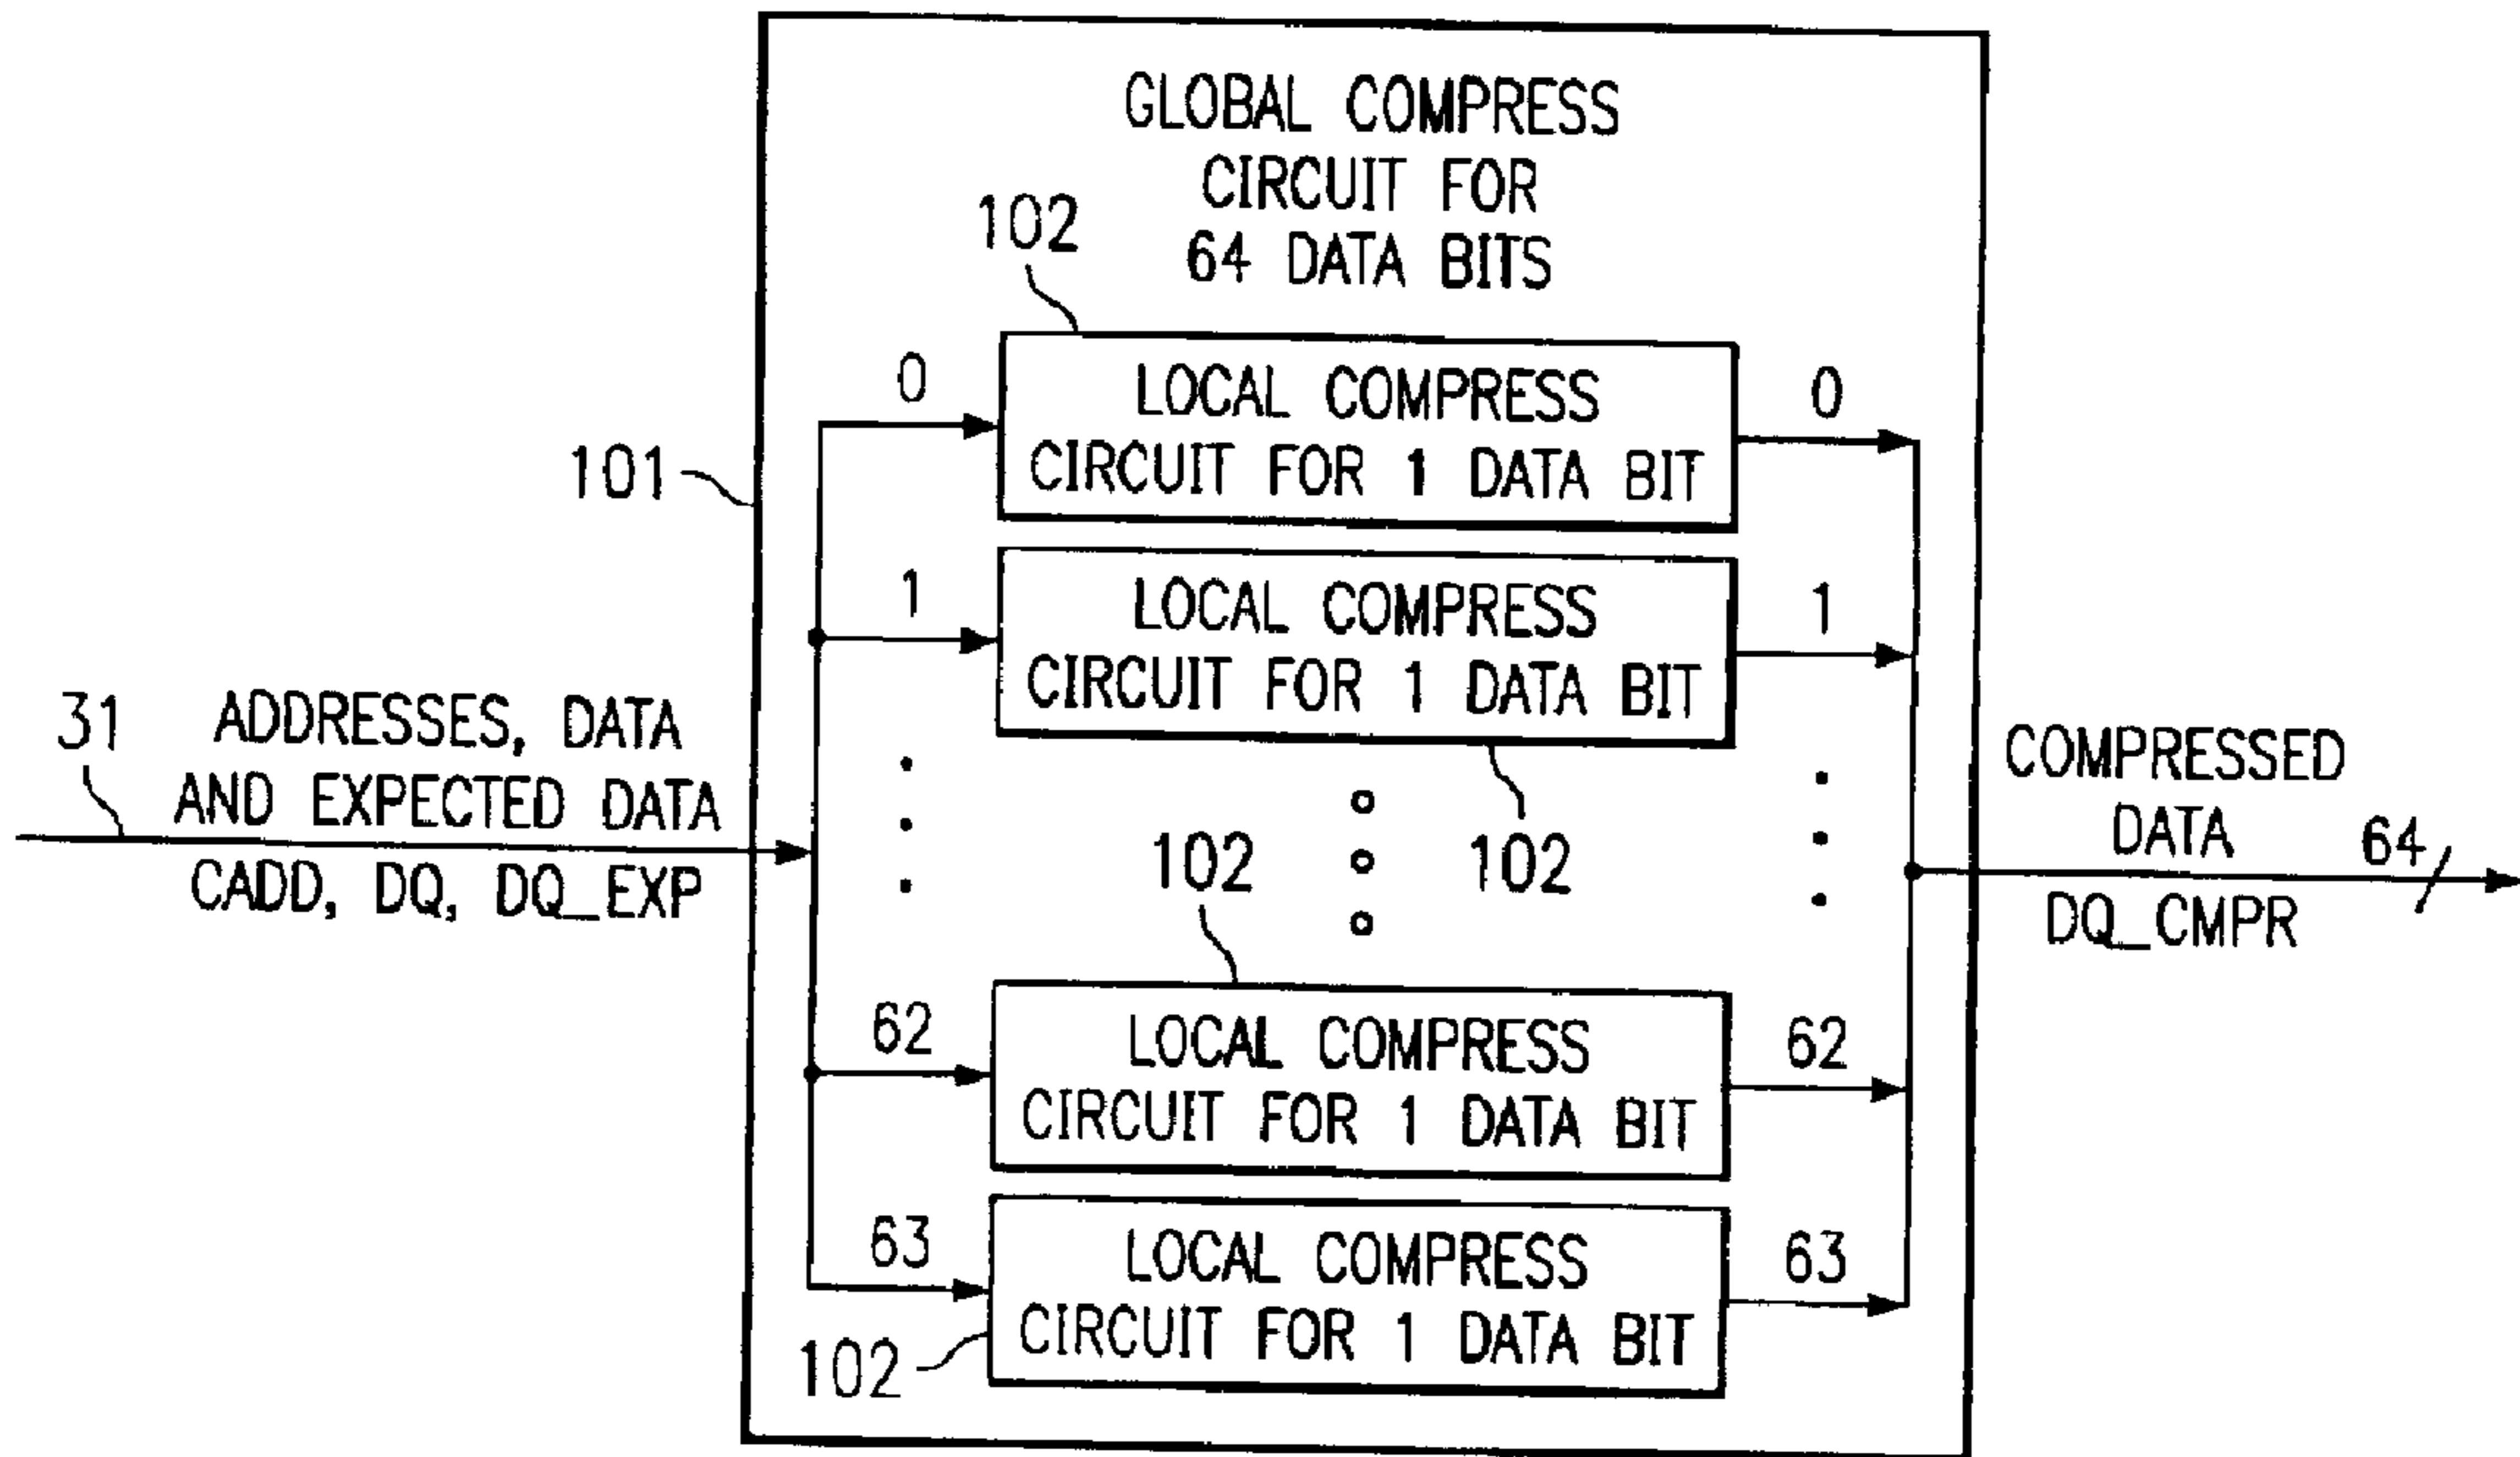 GLOBAL COMPRESS
CIRCUIT FOR
64 DATA BITS
102
0
LOCAL COMPRESS
CIRCUIT FOR 1 DATA BIT
0
101
1
LOCAL COMPRESS
CIRCUIT FOR 1 DATA BIT
1
31
ADDRESSES, DATA
AND EXPECTED DATA
CADD, DQ, DQ_EXP
102
102
COMPRESSED
DATA
64
DQ_CMPR
62
LOCAL COMPRESS
CIRCUIT FOR 1 DATA BIT
62
63
LOCAL COMPRESS
CIRCUIT FOR 1 DATA BIT
63
102